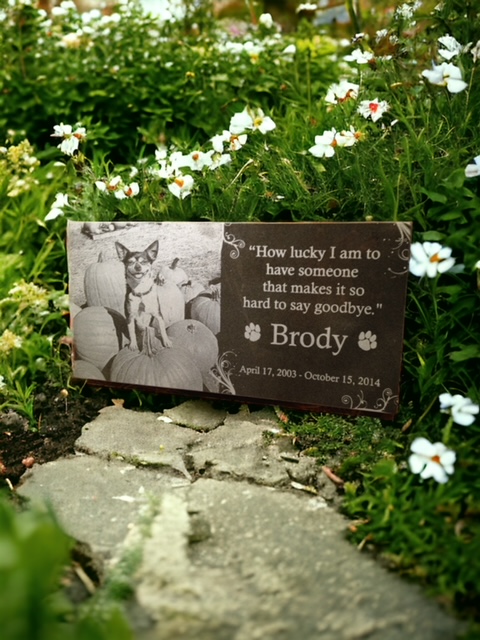 “How lucky I am to
have someone
that makes it so
hard to say goodbye."
Brody
April 17, 2003 - October 15, 2014